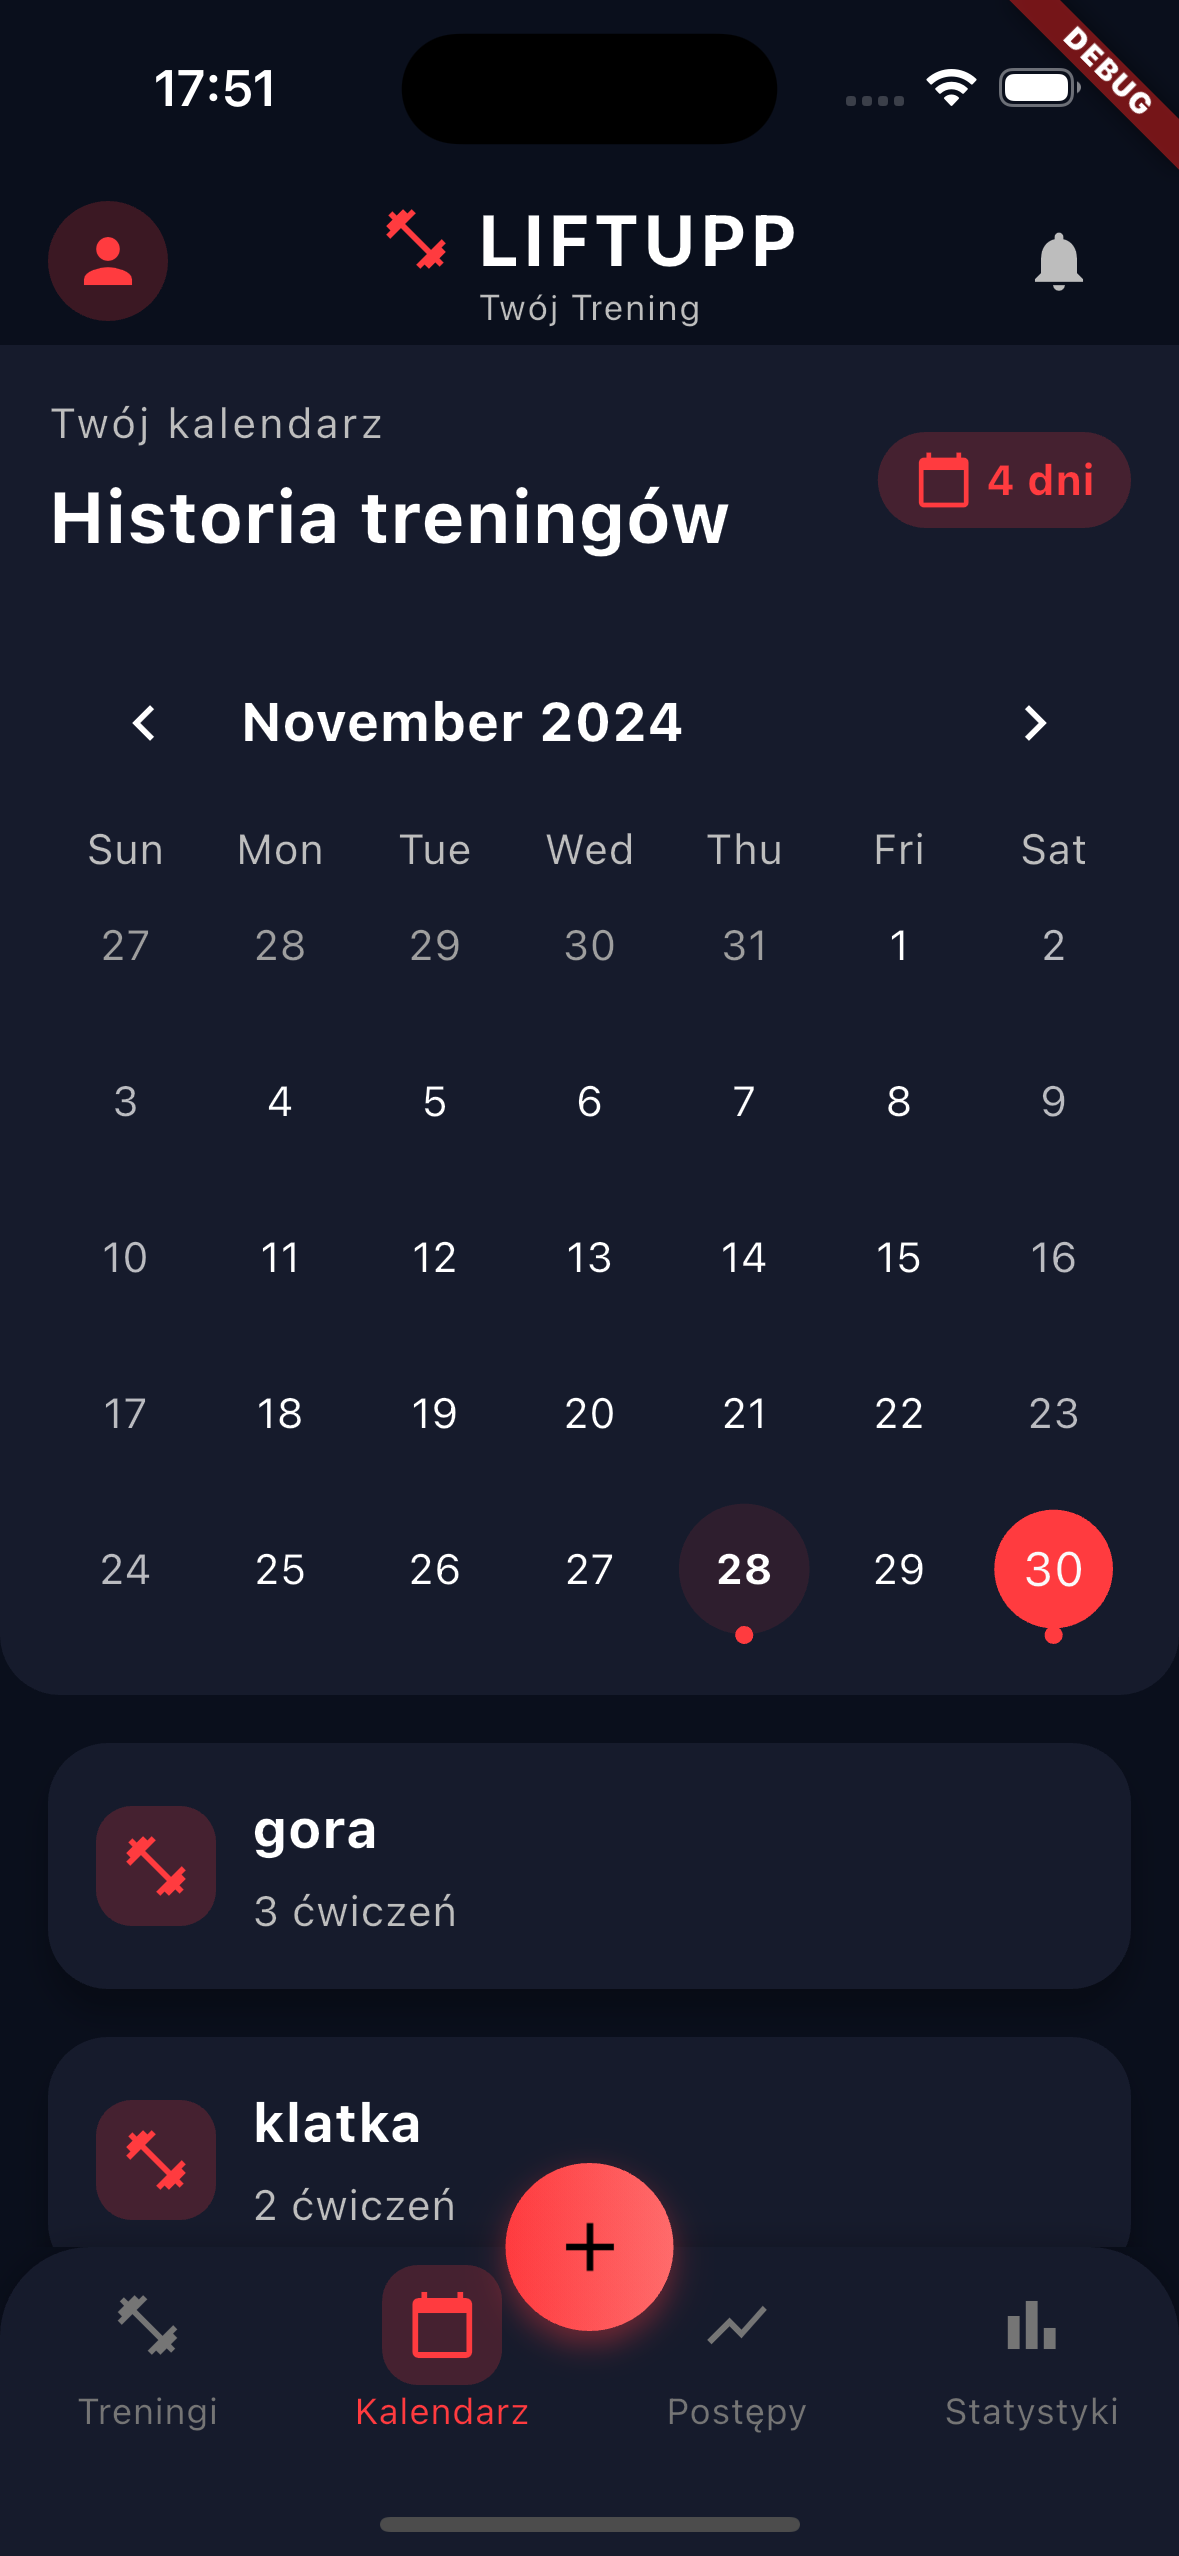 17:51
DEBUG
LIFTUPP
Twój Trening
Twój kalendarz
Historia treningów
4 dni
November 2024
Sun Mon Tue Wed Thu Fri Sat
27 28 29 30 31 1 2
3 4 5 6 7 8 9
10 11 12 13 14 15 16
17 18 19 20 21 22 23
24 25 26 27 28 29 30
gora
3 ćwiczeń
klatka
2 ćwiczeń
Treningi Kalendarz Postępy Statystyki